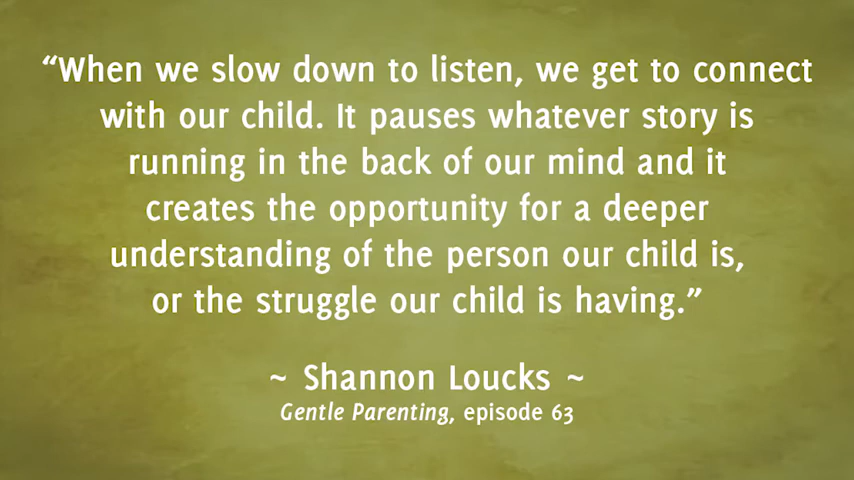 “When we slow down to listen, we get to connect
with our child. It pauses whatever story is
running in the back of our mind and it
creates the opportunity for a deeper
understanding of the person our child is,
or the struggle our child is having.”
~ Shannon Loucks ~
Gentle Parenting, episode 63